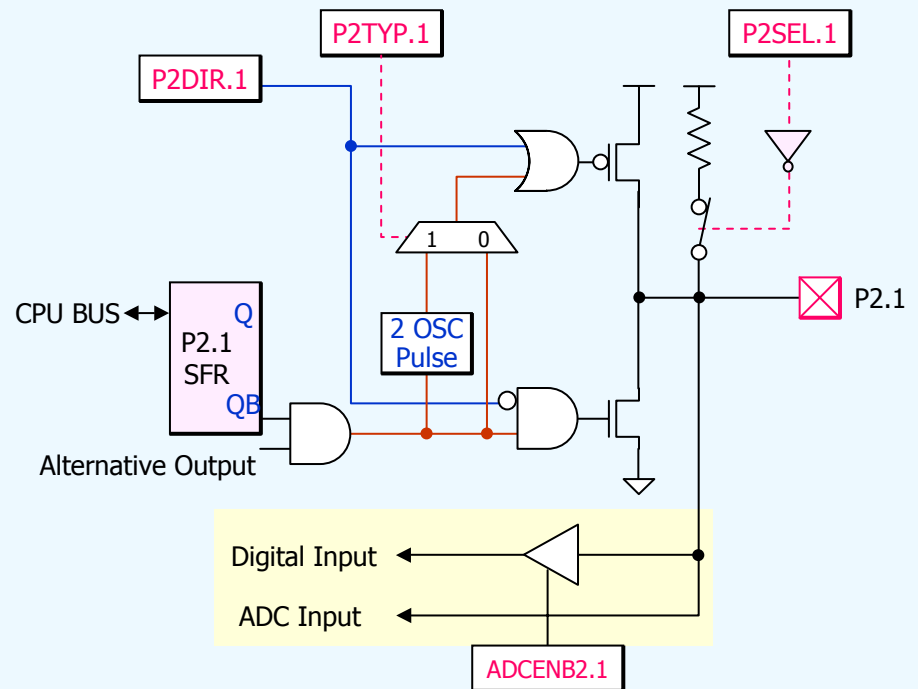 P2TYP.1
P2SEL.1
P2DIR.1
1 0
CPU BUS
Q
P2.1
SFR
QB
2 OSC
Pulse
P2.1
Alternative Output
Digital Input
ADC Input
ADCENB2.1